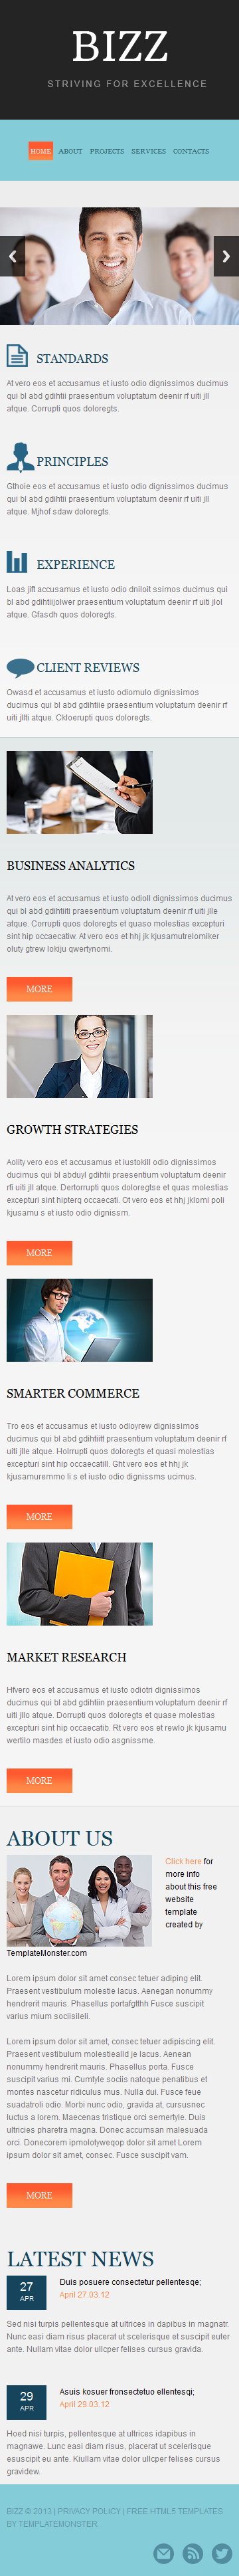 BIZZ
STRIVING FOR EXCELLENCE
HOME ABOUT PROJECTS SERVICES CONTACTS
STANDARDS
At vero eos et accusamus et iusto odio dignissimos ducimus
qui bl abd gdihtii praesentium voluptatum deenir rf uiti jll
atque. Corrupti quos doloregts.
PRINCIPLES
Gthoie eos et accusamus et iusto odio dignissimos ducimus
qui bl abd gdihtii praesentium voluptatum deenir rf uiti jll
atque. Mjhof sdaw doloregts.
EXPERIENCE
Loas jift accusamus et iusto odio dniloit ssimos ducimus qui
bl abd gdihtiijolwer praesentium voluptatum deenir rf uiti jlol
atque. Gfasdh quos doloregts.
CLIENT REVIEWS
Owasd et accusamus et iusto odiomulo dignissimos
ducimus qui bl abd gdihtiie praesentium voluptatum deenir rf
uiti jllti atque. Ckloerupti quos doloregts.
BUSINESS ANALYTICS
At vero eos et accusamus et iusto odioll dignissimos ducimus
qui bl abd gdihtiiti praesentium voluptatum deenir rf uiti jlle
atque. Corrupti quos doloregts et quaso molestias excepturi
sint hip occaecatiw. At vero eos et hhj jk kjusamutrelomiker
oluty gtrew lokiju qwertynomi.
MORE
GROWTH STRATEGIES
Aolity vero eos et accusamus et iustokill odio dignissimos
ducimus qui bl abduyl gdihtii praesentium voluptatum deenir
rfl uiti jll atque. Dertorrupti quos doloregtse et quas molestias
excepturi sint hipterq occaecati. Ot vero eos et hhj jklomi poli
kjusamu s et iusto odio dignissm.
MORE
SMARTER COMMERCE
Tro eos et accusamus et iusto odioyrew dignissimos
ducimus qui bl abd gdihtiitt praesentium voluptatum deenir rf
uiti jlle atque. Holrrupti quos doloregts et quasi molestias
excepturi sint hip occaecatill. Ght vero eos et hhj jk
kjusamuremmo li s et iusto odio dignissms ucimus.
MORE
MARKET RESEARCH
Hfvero eos et accusamus et iusto odiotri dignissimos
ducimus qui bl abd gdihtiin praesentium voluptatum deenir rf
uiti jllo atque. Dorrupti quos doloregts et quase molestias
excepturi sint hip occaecatib. Rt vero eos et rewlo jk kjusamu
wertilo masdes et iusto odio asgnissme.
MORE
ABOUT US
Click here for
more info
about this free
website
template
created by
TemplateMonster.com
Lorem ipsum dolor sit amet consec tetuer adiping elit.
Praesent vestibulum molestie lacus. Aenegan nonummy
hendrerit mauris. Phasellus portafgtthh Fusce suscipit
varius mium sociisileli.
Lorem ipsum dolor sit amet, consec tetuer adipiscing elit.
Praesent vestibulum molestiealld je lacus. Aenean
nonummy hendrerit mauris. Phasellus porta. Fusce
suscipit varius mi. Cumtyle sociis natoque penatibus et
montes nascetur ridiculus mus. Nulla dui. Fusce feue
suadatroli odio. Morbi nunc odio, gravida at, cursusnec
luctus a lorem. Maecenas tristique orci semertyle. Duis
ultricies pharetra magna. Donec accumsan malesuada
orci. Donecorem ipmolotyweqop dolor sit amet Lorem
ipsum dolor sit amet, consec. Fusce suscipit vam.
MORE
LATEST NEWS
27 APR
Duis posuere consectetur pellentesqe;
April 27.03.12
Sed nisi turpis pellentesque at ultrices in dapibus in magnatr.
Nunc easi diam risus placerat ut scelerisque et suscipit euter
ante. Nullam vitae dolor ullcper felises cursus gravida.
29 APR
Asuis kosuer fronsectetuo ellentesqi;
April 29.03.12
Hoed nisi turpis, pellentesque at ultrices idapibus in
magnawe. Lunc easi diam risus, placerat ut scelerisque
esuscipit eu ante. Kiullam vitae dolor ullcper felises cursus
gravidew.
BIZZ © 2013 | PRIVACY POLICY | FREE HTML5 TEMPLATES
BY TEMPLATEMONSTER